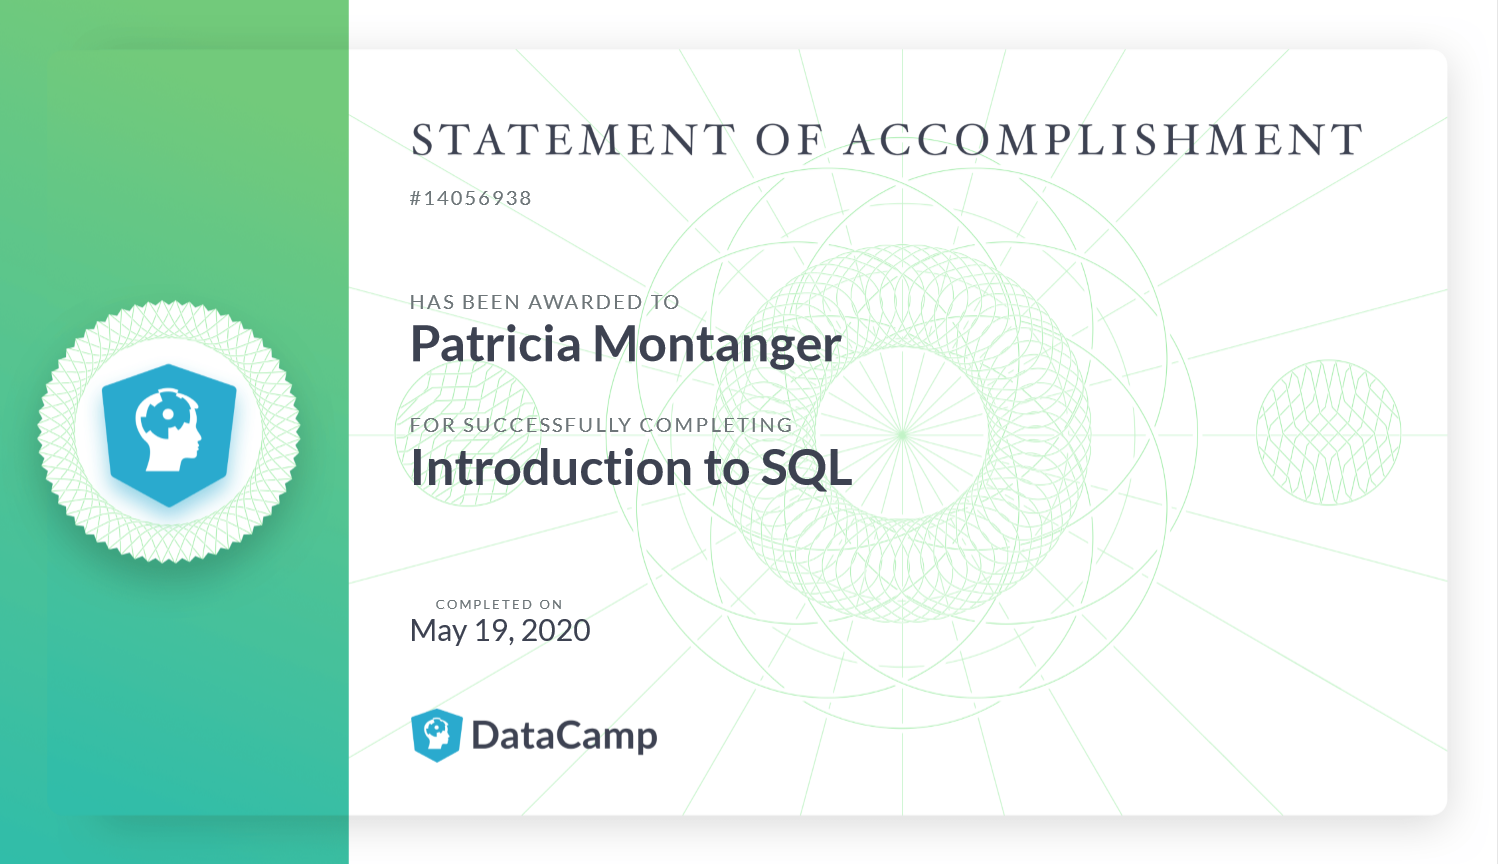 STATEMENT OF ACCOMPLISHMENT
#14056938
HAS BEEN AWARDED TO
Patricia Montanger
FOR SUCCESSFULLY COMPLETING
Introduction to SQL
COMPLETED ON
May 19, 2020
DataCamp